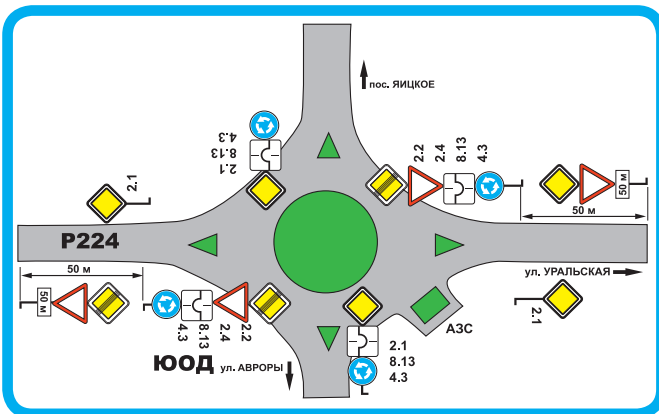 пос. ЯИЦКОЕ
4.3
8.13
2.1
2.2
2.4
8.13
4.3
50 м
50 м
2.1
Р224
50 м
50 м
ул. УРАЛЬСКАЯ
2.1
АЗС
4.3
8.13
2.4
2.2
2.1
8.13
4.3
ЮОД ул. АВРОРЫ